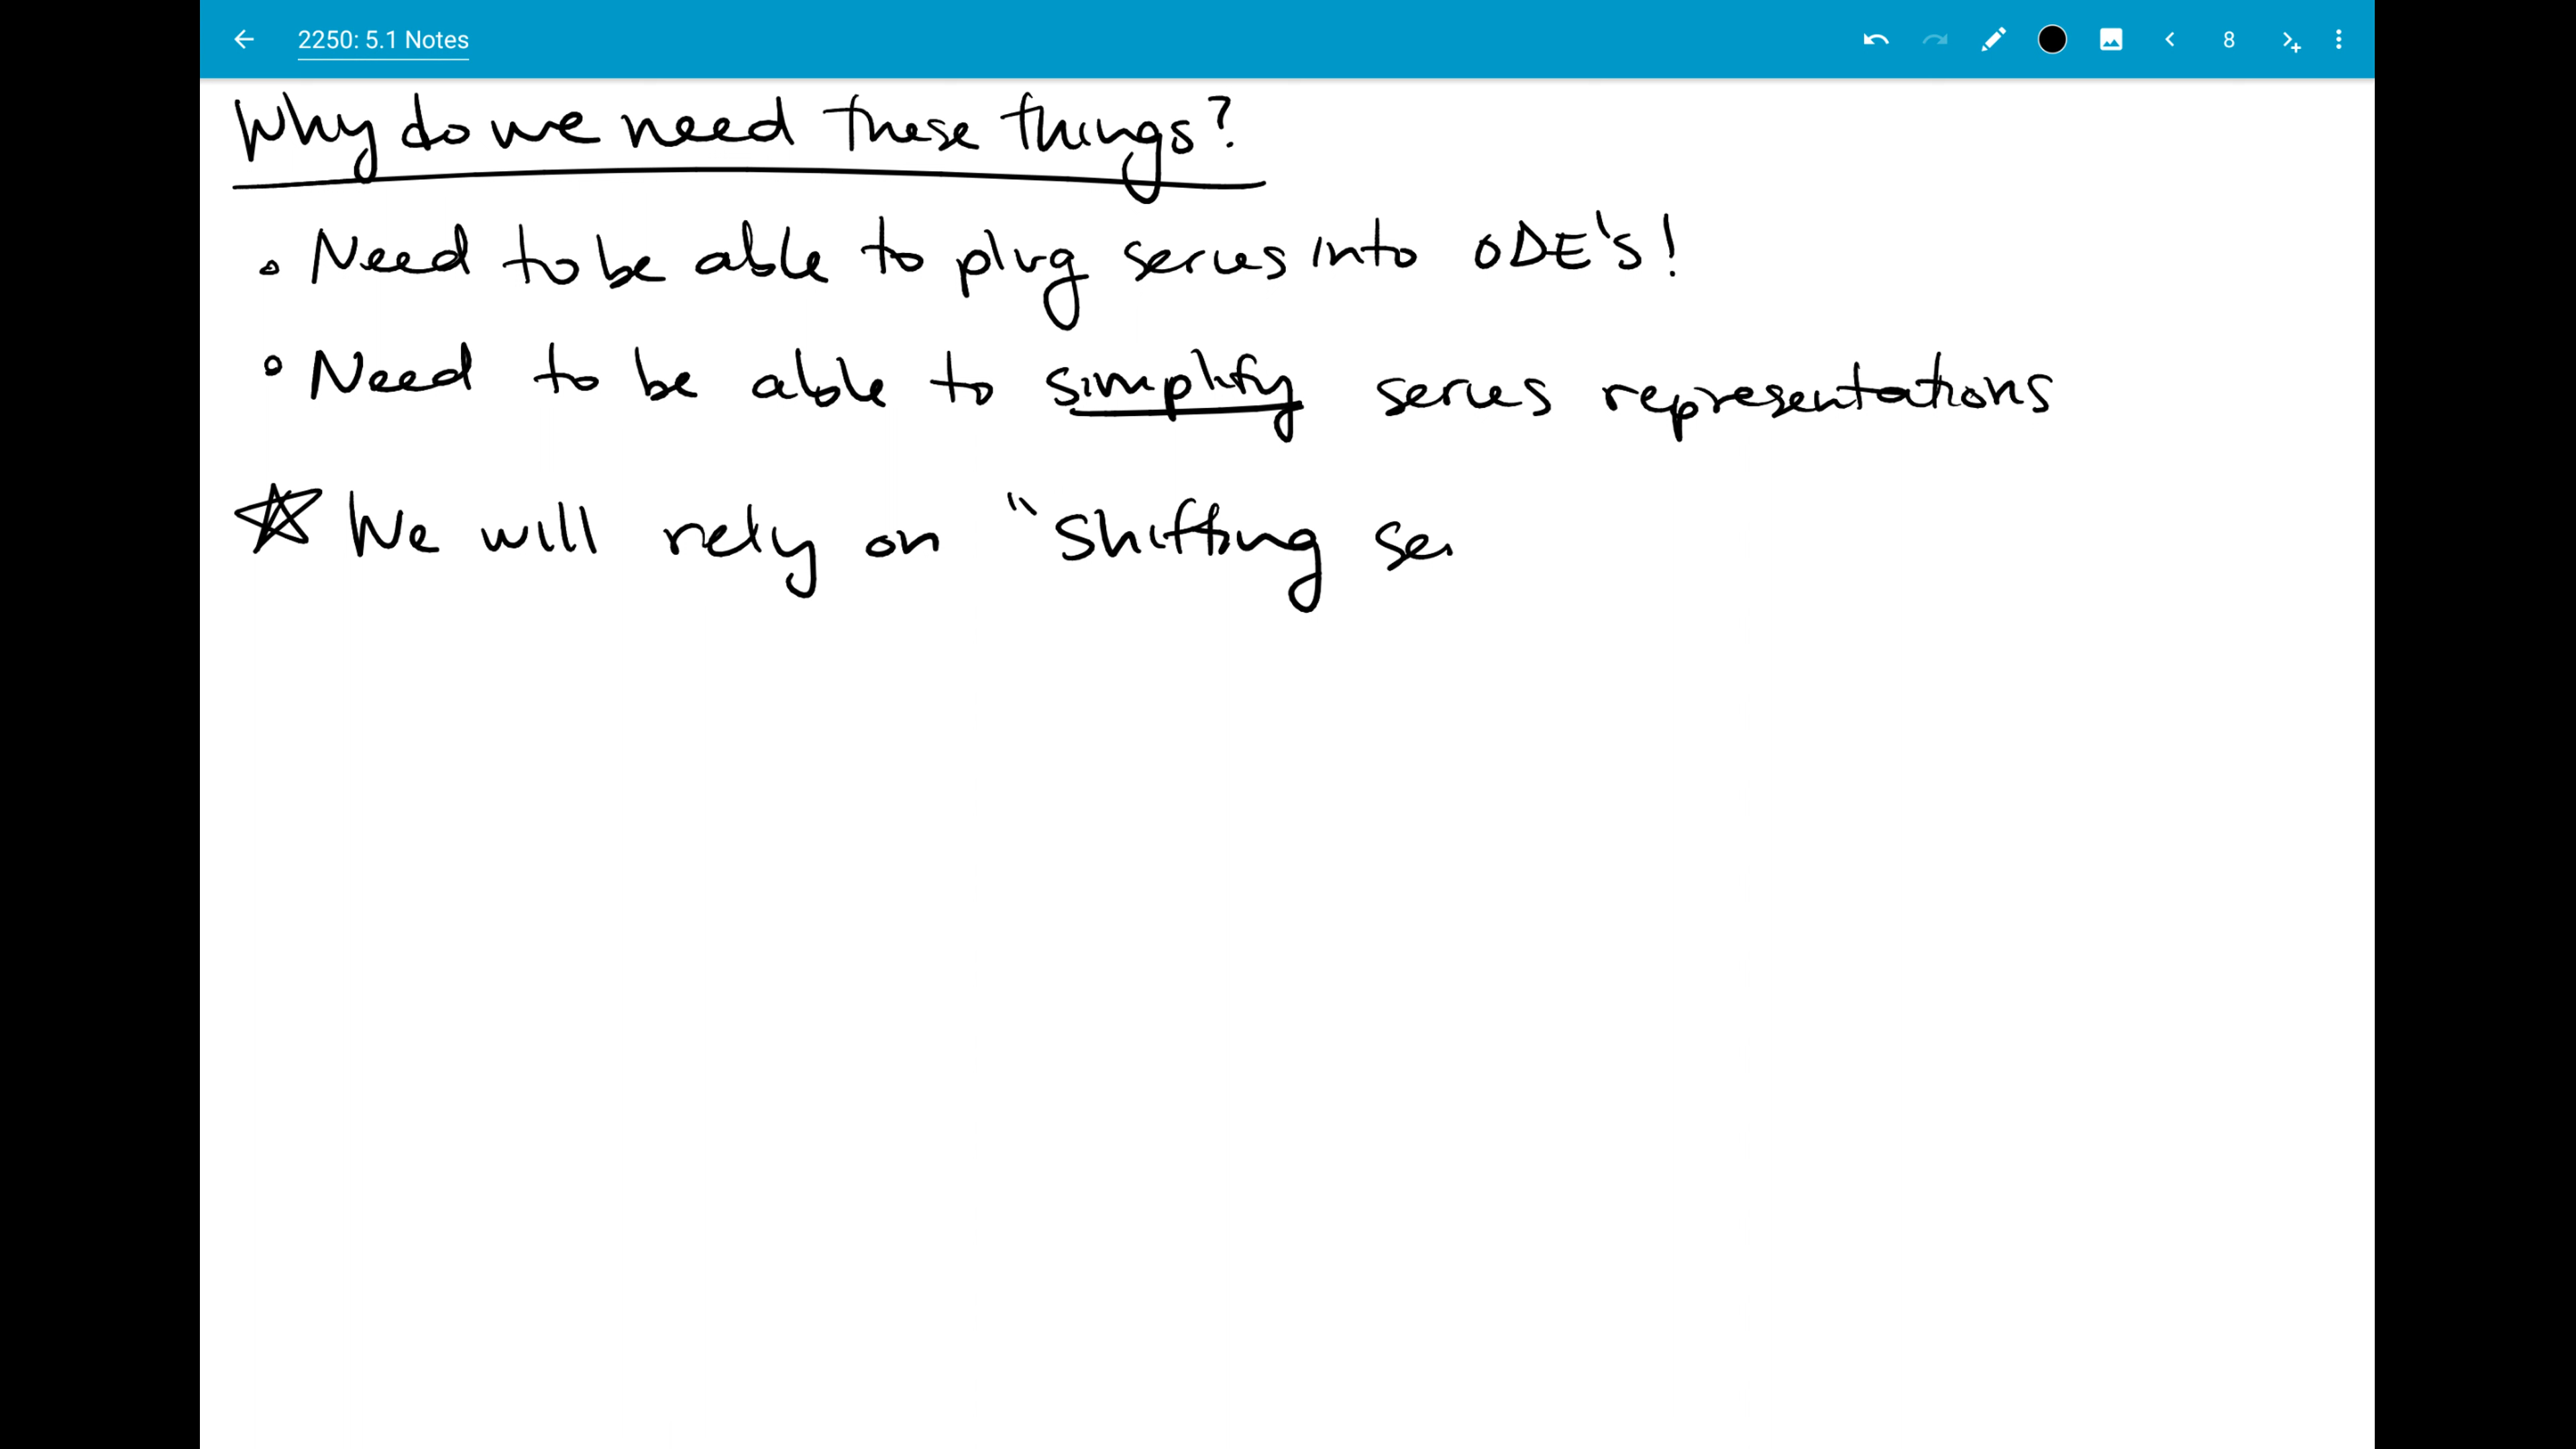 2250: 5.1 Notes
8
Why do we need these things?
Need to be able to plug series into ODE's!
Need to be able to simplify series representations
We will rely on "Shifting se